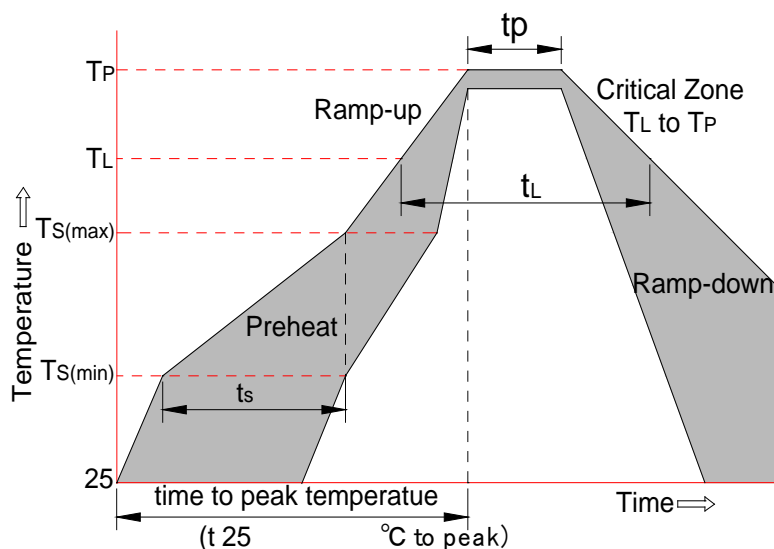 tp
TP
Critical Zone
TL to TP
Ramp-up
TL
tL
TS(max)
Temperature
Ramp-down
Preheat
TS(min)
ts
25
time to peak temperatue
Time
(t 25 °C to peak)